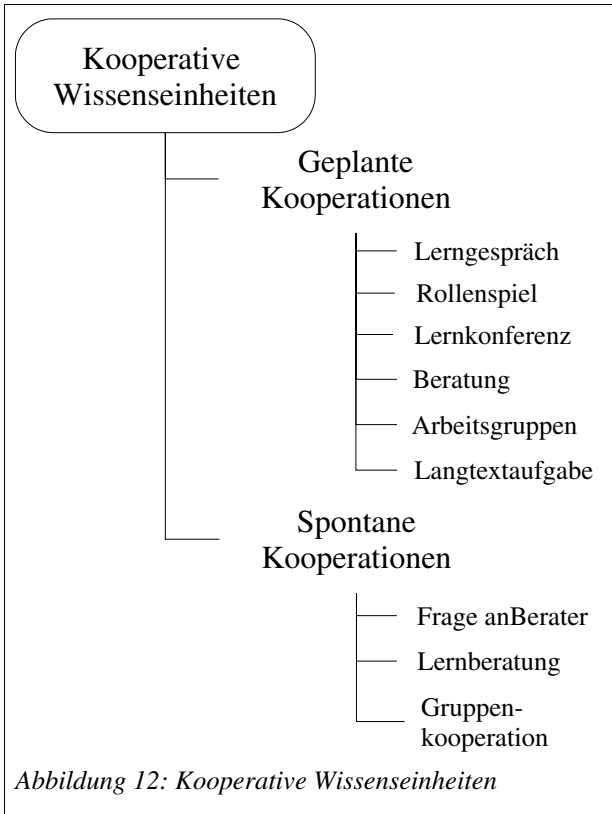 Kooperative
Wissenseinheiten
Geplante
Kooperationen
Lerngespräch
Rollenspiel
Lernkonferenz
Beratung
Arbeitsgruppen
Langtextaufgabe
Spontane
Kooperationen
Frage anBerater
Lernberatung
Gruppen-
kooperation
Abbildung 12: Kooperative Wissenseinheiten